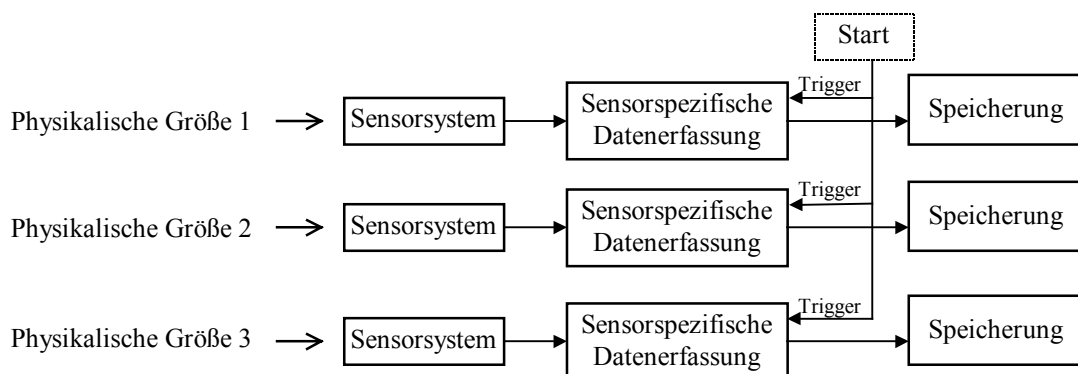 Start
Trigger
Physikalische Größe 1
Sensorsystem
Sensorspezifische
Datenerfassung
Speicherung
Trigger
Physikalische Größe 2
Sensorsystem
Sensorspezifische
Datenerfassung
Speicherung
Trigger
Physikalische Größe 3
Sensorsystem
Sensorspezifische
Datenerfassung
Speicherung